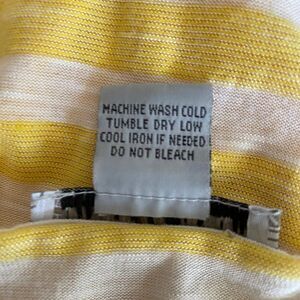 MACHINE WASH COLD
TUMBLE DRY LOW
COOL IRON IF NEEDED
DO NOT BLEACH